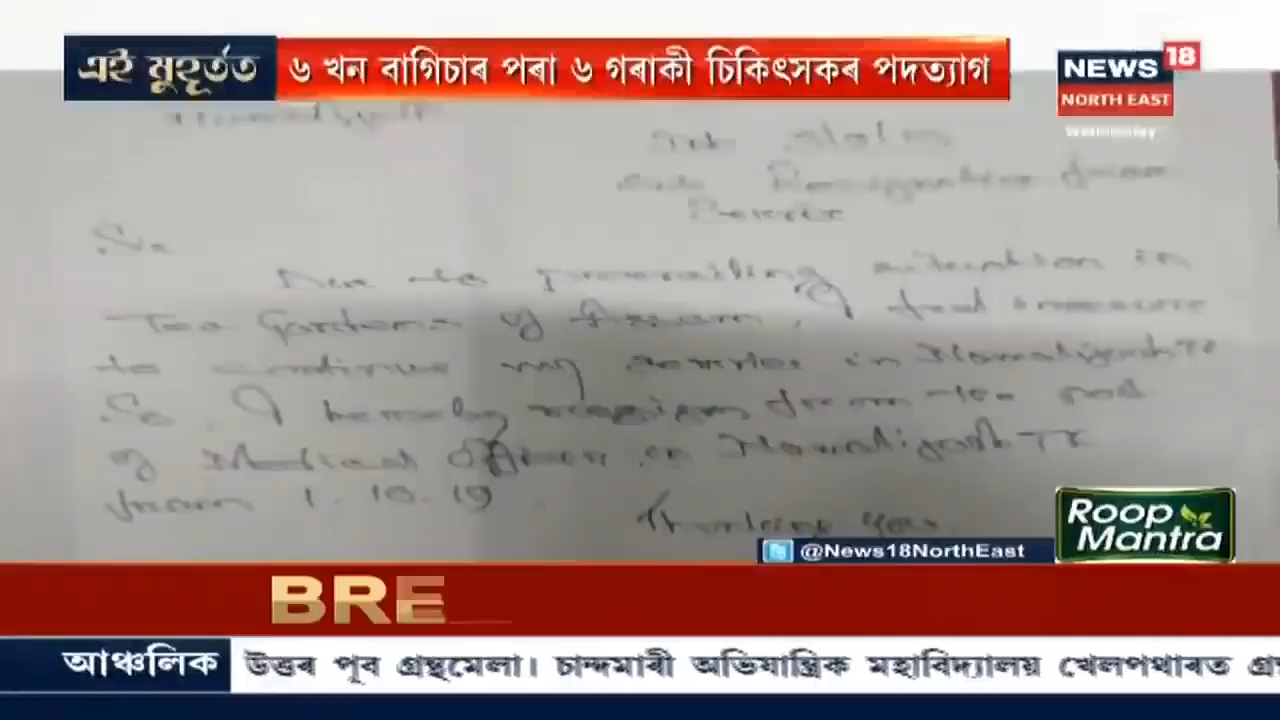 এই মুহূৰ্তত
৬ খন বাগিচাৰ পৰা ৬ গৰাকী চিকিৎসকৰ পদত্যাগ
NEWS 18
NORTH EAST
Wednesday
Sir
Due to prevailing situation in
Tea Gardens of Assam, I feel insecure
to continue my service in
So I hereby resign from the post
of Medical Officer in
from 1.10.19
Thanking you.
@News18NorthEast
Roop
Mantra
BRE
আঞ্চলিক
উত্তৰ পূব গ্ৰন্থমেলা। চান্দমাৰী অভিযান্ত্ৰিক মহাবিদ্যালয় খেলপথাৰত